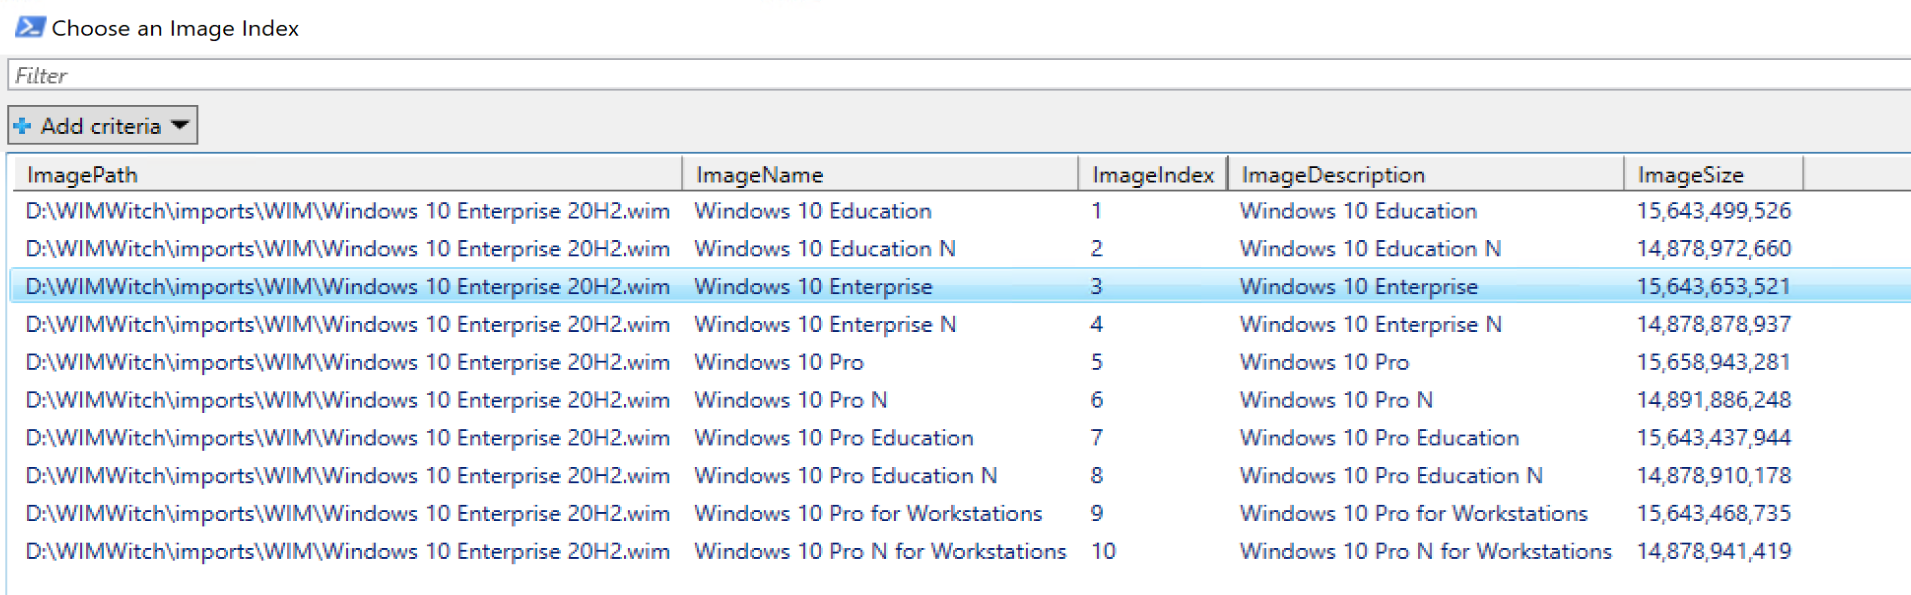 Choose an Image Index
Filter
Add criteria
ImagePath ImageName ImageIndex ImageDescription ImageSize
D:\WIMWitch\imports\WIM\Windows 10 Enterprise 20H2.wim Windows 10 Education 1 Windows 10 Education 15,643,499,526
D:\WIMWitch\imports\WIM\Windows 10 Enterprise 20H2.wim Windows 10 Education N 2 Windows 10 Education N 14,878,972,660
D:\WIMWitch\imports\WIM\Windows 10 Enterprise 20H2.wim Windows 10 Enterprise 3 Windows 10 Enterprise 15,643,653,521
D:\WIMWitch\imports\WIM\Windows 10 Enterprise 20H2.wim Windows 10 Enterprise N 4 Windows 10 Enterprise N 14,878,878,937
D:\WIMWitch\imports\WIM\Windows 10 Enterprise 20H2.wim Windows 10 Pro 5 Windows 10 Pro 15,658,943,281
D:\WIMWitch\imports\WIM\Windows 10 Enterprise 20H2.wim Windows 10 Pro N 6 Windows 10 Pro N 14,891,886,248
D:\WIMWitch\imports\WIM\Windows 10 Enterprise 20H2.wim Windows 10 Pro Education 7 Windows 10 Pro Education 15,643,437,944
D:\WIMWitch\imports\WIM\Windows 10 Enterprise 20H2.wim Windows 10 Pro Education N 8 Windows 10 Pro Education N 14,878,910,178
D:\WIMWitch\imports\WIM\Windows 10 Enterprise 20H2.wim Windows 10 Pro for Workstations 9 Windows 10 Pro for Workstations 15,643,468,735
D:\WIMWitch\imports\WIM\Windows 10 Enterprise 20H2.wim Windows 10 Pro N for Workstations 10 Windows 10 Pro N for Workstations 14,878,941,419